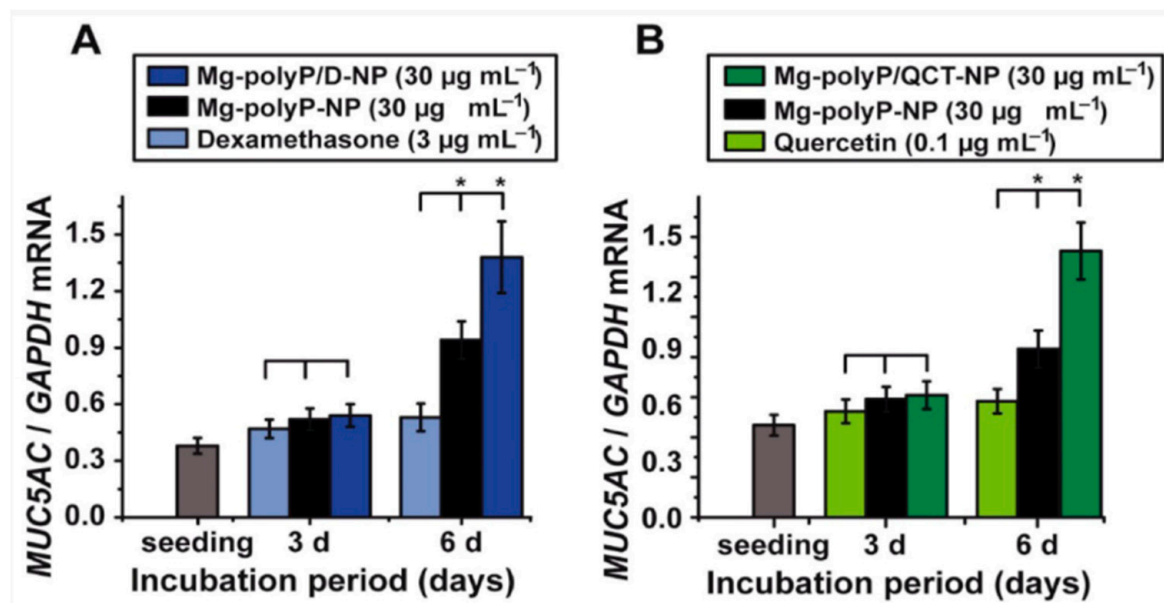 A
Mg-polyP/D-NP (30 µg mL⁻¹)
Mg-polyP-NP (30 µg mL⁻¹)
Dexamethasone (3 µg mL⁻¹)
* *
MUC5AC / GAPDH mRNA
1.5
1.2
0.9
0.6
0.3
0.0
seeding 3 d 6 d
Incubation period (days)
B
Mg-polyP/QCT-NP (30 µg mL⁻¹)
Mg-polyP-NP (30 µg mL⁻¹)
Quercetin (0.1 µg mL⁻¹)
* *
MUC5AC / GAPDH mRNA
1.5
1.2
0.9
0.6
0.3
0.0
seeding 3 d 6 d
Incubation period (days)